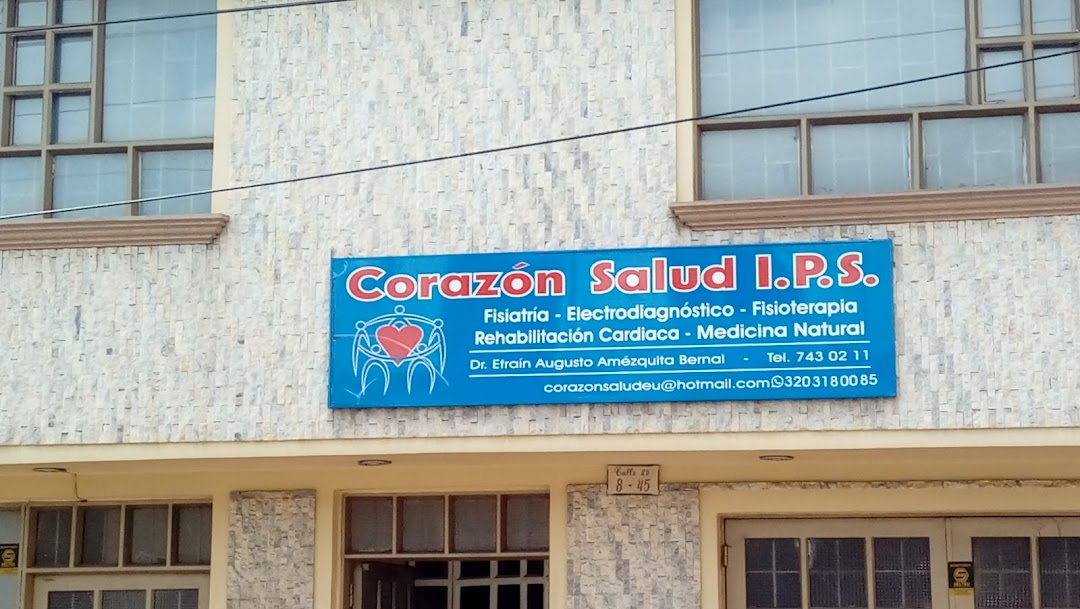 Corazón Salud I.P.S.
Fisiatría - Electrodiagnóstico - Fisioterapia
Rehabilitación Cardiaca - Medicina Natural
Dr. Efraín Augusto Amézquita Bernal - Tel. 743 02 11
corazonsaludeu@hotmail.com 3203180085
Calle
8 - 45